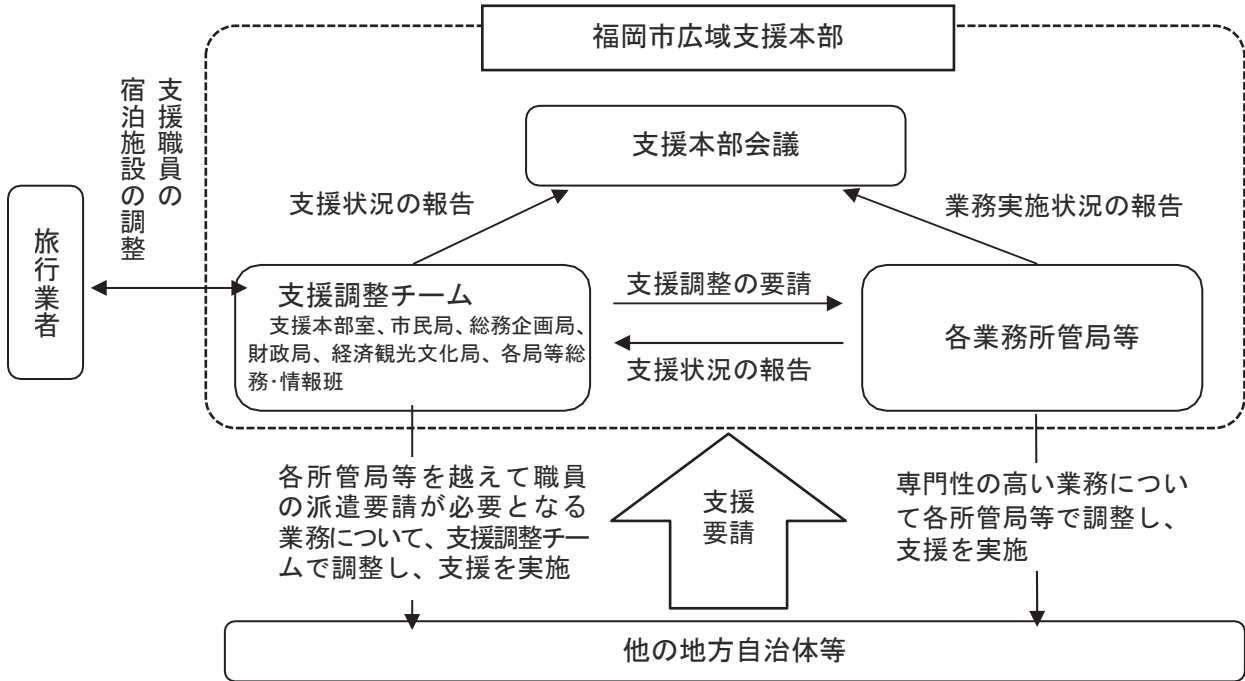 福岡市広域支援本部
支援本部会議
支援職員の
宿泊施設の調整
支援状況の報告
業務実施状況の報告
旅行業者
支援調整チーム
支援本部室、市民局、総務企画局、
財政局、経済観光文化局、各局等総
務・情報班
支援調整の要請
支援状況の報告
各業務所管局等
各所管局等を越えて職員
の派遣要請が必要となる
業務について、支援調整チー
ムで調整し、支援を実施
支援
要請
専門性の高い業務につい
て各所管局等で調整し、
支援を実施
他の地方自治体等